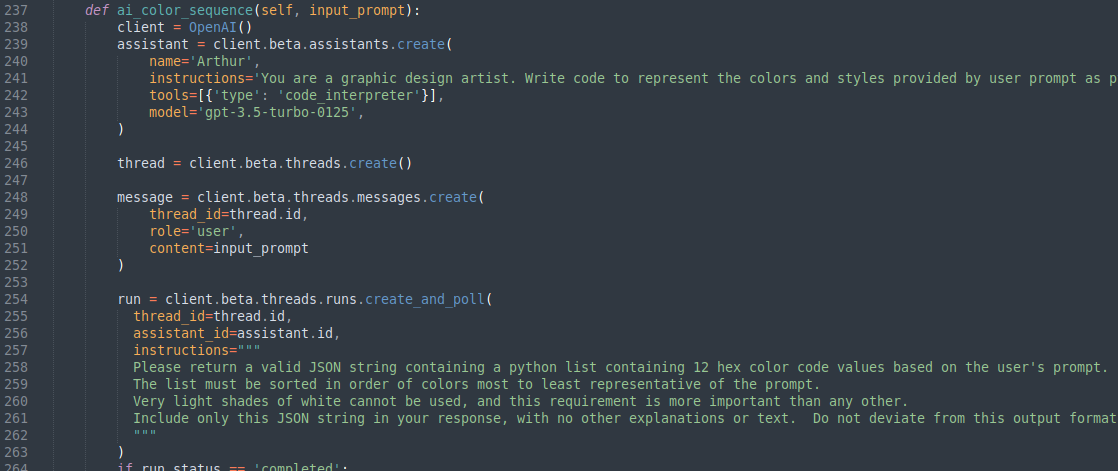 237 def ai_color_sequence(self, input_prompt):
238 client = OpenAI()
239 assistant = client.beta.assistants.create(
240 name='Arthur',
241 instructions='You are a graphic design artist. Write code to represent the colors and styles provided by user prompt as p
242 tools=[{'type': 'code_interpreter'}],
243 model='gpt-3.5-turbo-0125',
244 )
245
246 thread = client.beta.threads.create()
247
248 message = client.beta.threads.messages.create(
249 thread_id=thread.id,
250 role='user',
251 content=input_prompt
252 )
253
254 run = client.beta.threads.runs.create_and_poll(
255 thread_id=thread.id,
256 assistant_id=assistant.id,
257 instructions="""
258 Please return a valid JSON string containing a python list containing 12 hex color code values based on the user's prompt.
259 The list must be sorted in order of colors most to least representative of the prompt.
260 Very light shades of white cannot be used, and this requirement is more important than any other.
261 Include only this JSON string in your response, with no other explanations or text.  Do not deviate from this output format
262 """
263 )
264 if run.status == 'completed':